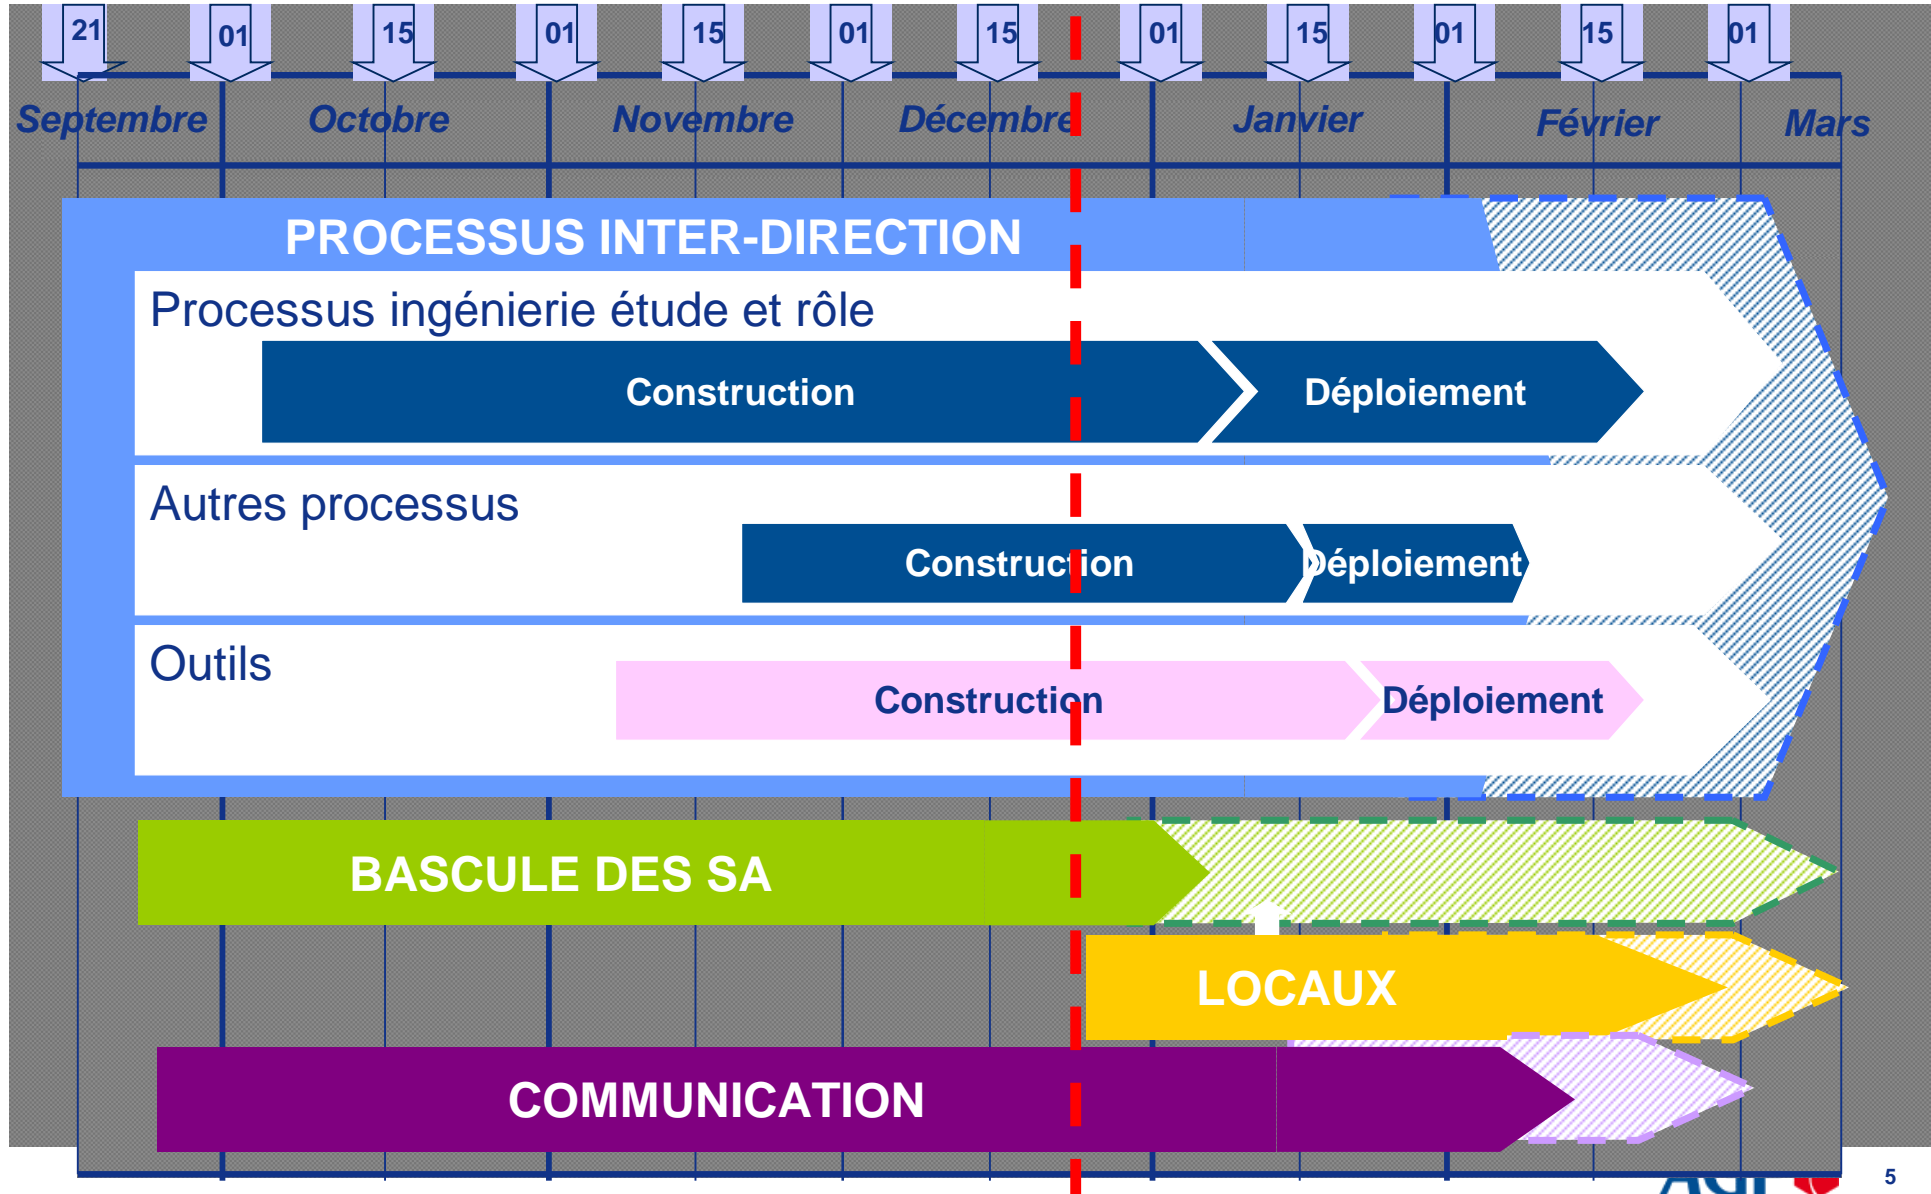 21 01 15 01 15 01 15 01 15 01 15 01
Septembre Octobre Novembre Décembre Janvier Février Mars
PROCESSUS INTER-DIRECTION
Processus ingénierie étude et rôle
Construction Déploiement
Autres processus
Construction Déploiement
Outils
Construction Déploiement
BASCULE DES SA
LOCAUX
COMMUNICATION
AGF
5